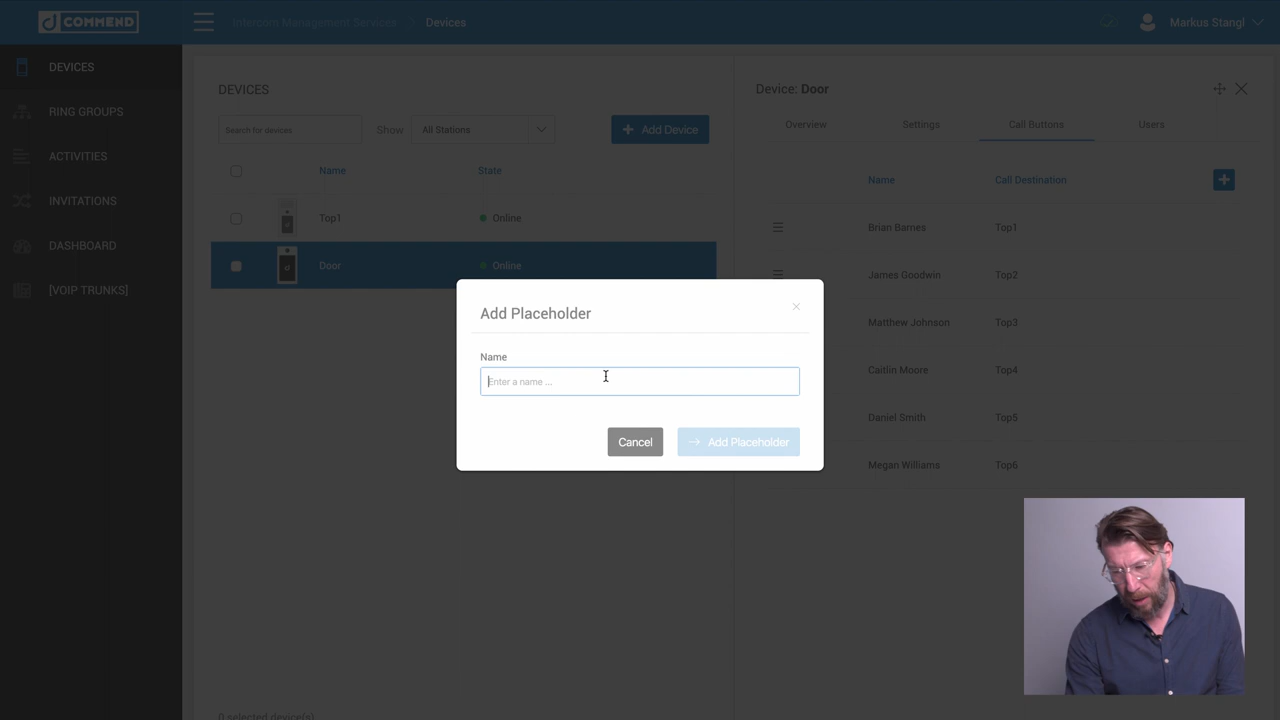 COMMEND
Intercom Management Services > Devices
Markus Stangl
DEVICES
RING GROUPS
ACTIVITIES
INVITATIONS
DASHBOARD
[VOIP TRUNKS]
DEVICES
Search for devices
Show
All Stations
+ Add Device
Name
State
Top1
Online
Door
Online
Device: Door
Overview
Settings
Call Buttons
Users
Name
Call Destination
Brian Barnes
Top1
James Goodwin
Top2
Matthew Johnson
Top3
Caitlin Moore
Top4
Daniel Smith
Top5
Megan Williams
Top6
Add Placeholder
Name
Enter a name ...
Cancel
Add Placeholder
0 selected device(s)